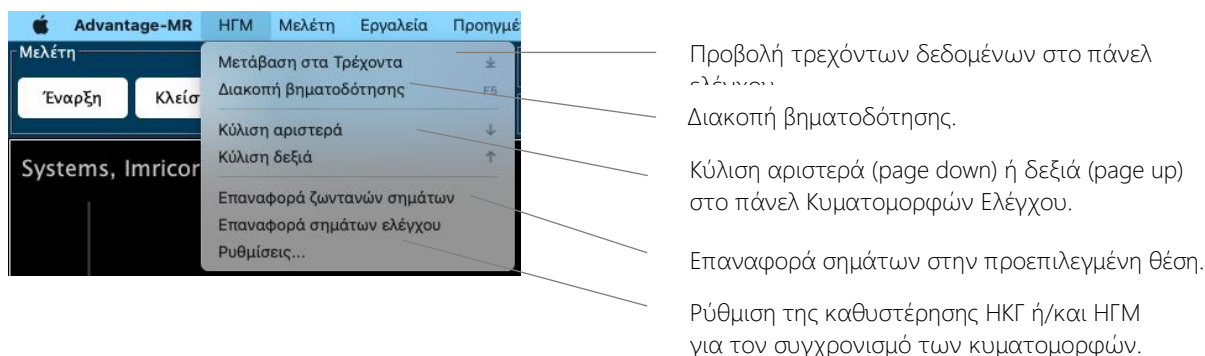 Advantage-MR ΗΓΜ Μελέτη Εργαλεία
Μελέτη
Έναρξη
Μετάβαση στα Τρέχοντα
Διακοπή βηματοδότησης F5
Κύλιση αριστερά ↓
Κύλιση δεξιά ↑
Επαναφορά ζωντανών σημάτων
Επαναφορά σημάτων ελέγχου
Ρυθμίσεις...
Systems, Imricor
Προβολή τρεχόντων δεδομένων στο πάνελ
Διακοπή βηματοδότησης.
Κύλιση αριστερά (page down) ή δεξιά (page up)
στο πάνελ Κυματομορφών Ελέγχου.
Επαναφορά σημάτων στην προεπιλεγμένη θέση.
Ρύθμιση της καθυστέρησης ΗΚΓ ή/και ΗΓΜ
για τον συγχρονισμό των κυματομορφών.